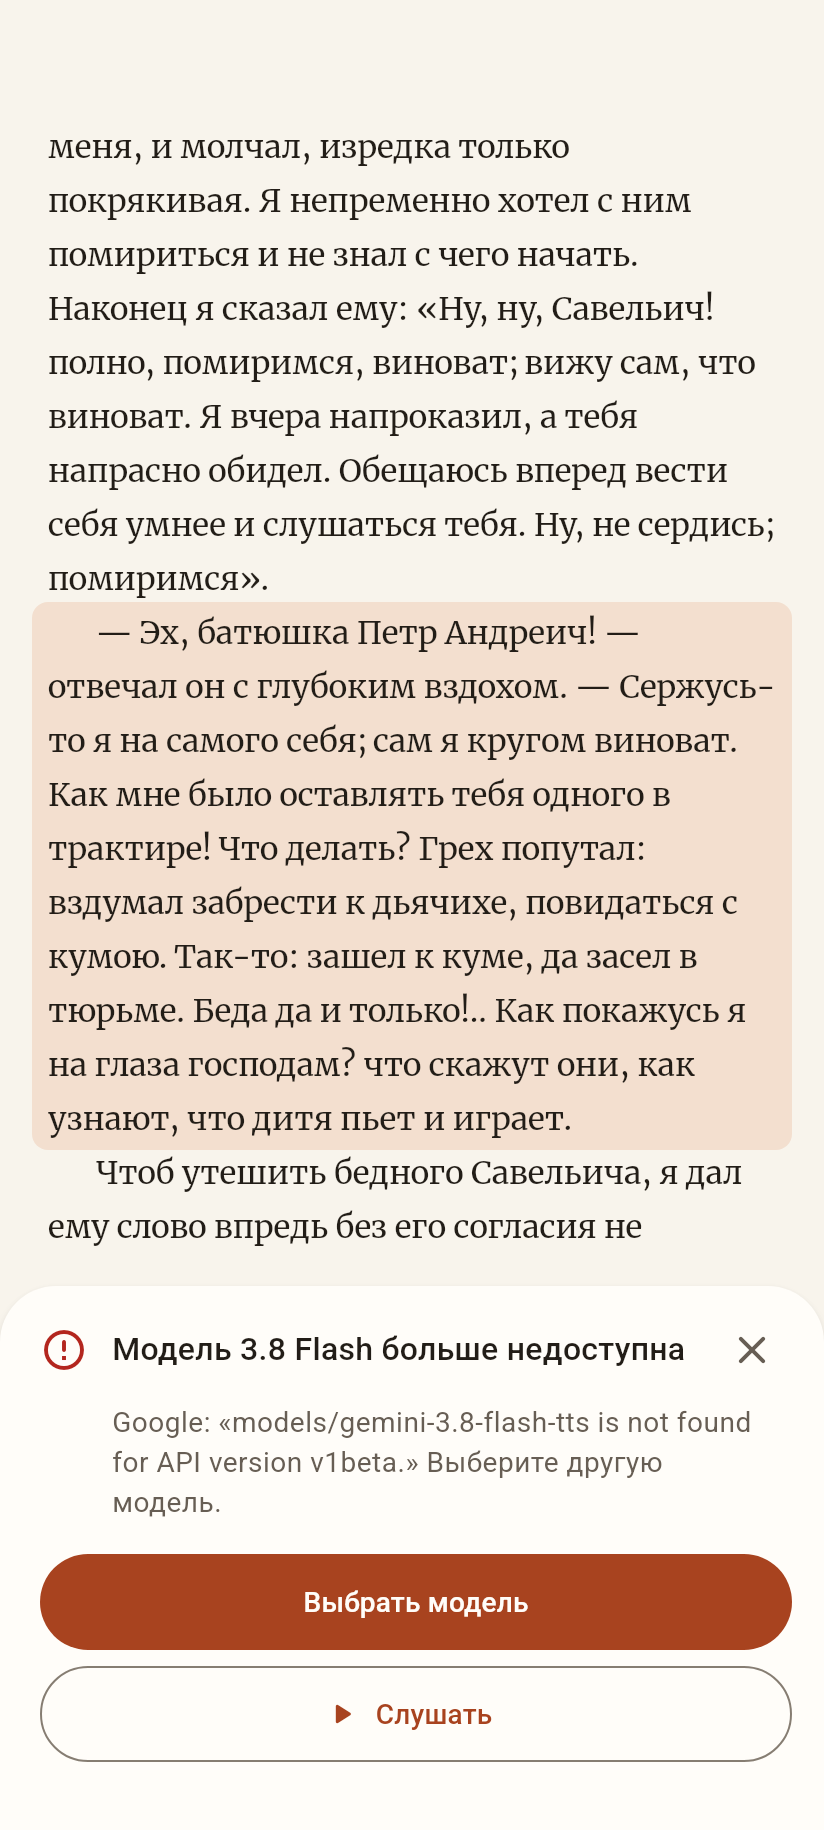 меня, и молчал, изредка только
покрякивая. Я непременно хотел с ним
помириться и не знал с чего начать.
Наконец я сказал ему: «Ну, ну, Савельич!
полно, помиримся, виноват; вижу сам, что
виноват. Я вчера напроказил, а тебя
напрасно обидел. Обещаюсь вперед вести
себя умнее и слушаться тебя. Ну, не сердись;
помиримся».
— Эх, батюшка Петр Андреич! —
отвечал он с глубоким вздохом. — Сержусь-
то я на самого себя; сам я кругом виноват.
Как мне было оставлять тебя одного в
трактире! Что делать? Грех попутал:
вздумал забрести к дьячихе, повидаться с
кумою. Так-то: зашел к куме, да засел в
тюрьме. Беда да и только!.. Как покажусь я
на глаза господам? что скажут они, как
узнают, что дитя пьет и играет.
Чтоб утешить бедного Савельича, я дал
ему слово впредь без его согласия не
Модель 3.8 Flash больше недоступна
Google: «models/gemini-3.8-flash-tts is not found
for API version v1beta.» Выберите другую
модель.
Выбрать модель
Слушать